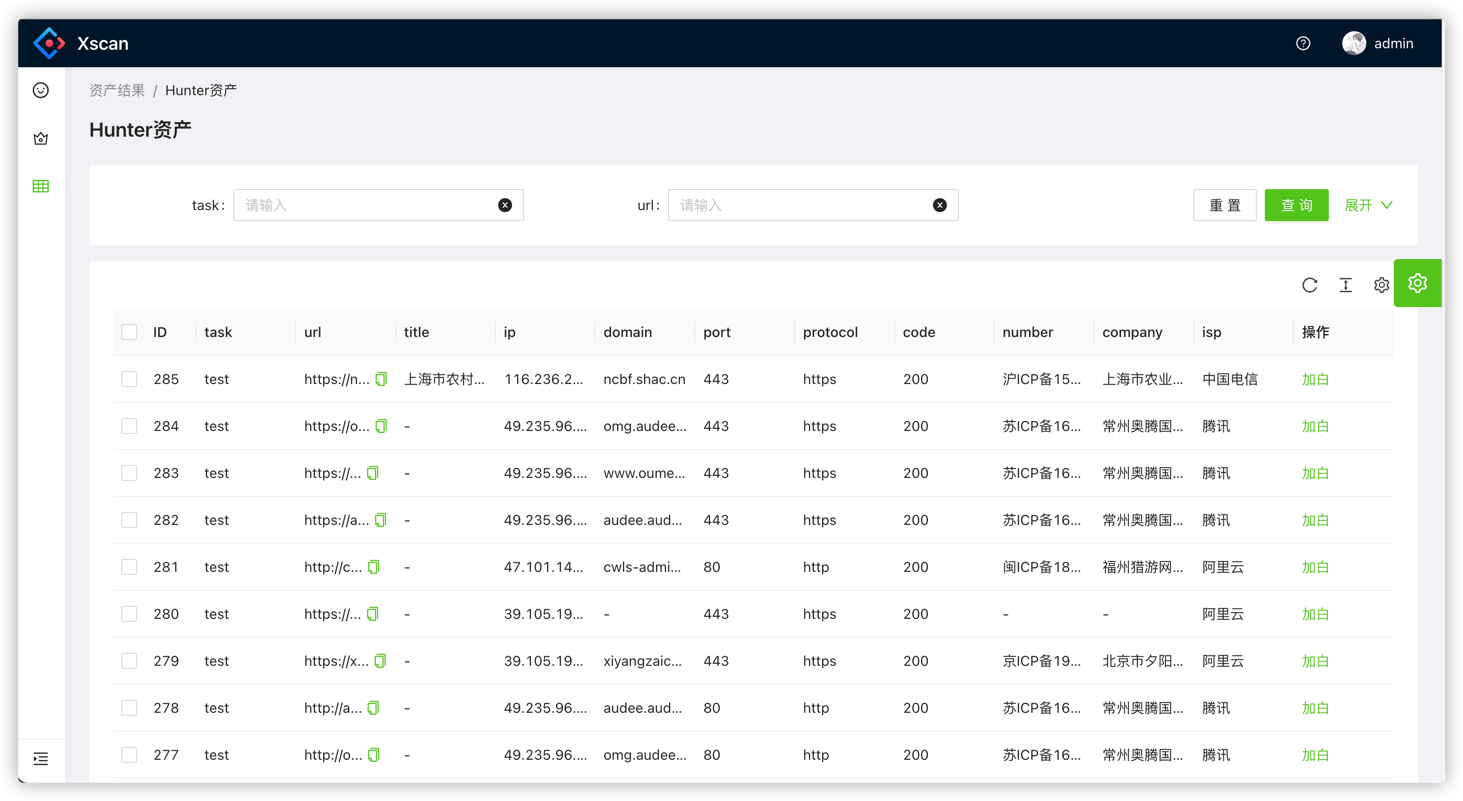 Xscan
admin
资产结果 / Hunter资产
Hunter资产
task: 请输入 url: 请输入 重 置 查 询 展开
ID task url title ip domain port protocol code number company isp 操作
285 test https://n... 上海市农村... 116.236.2... ncbf.shac.cn 443 https 200 沪ICP备15... 上海市农业... 中国电信 加白
284 test https://o... - 49.235.96.... omg.audee... 443 https 200 苏ICP备16... 常州奥腾国... 腾讯 加白
283 test https://... - 49.235.96.... www.oume... 443 https 200 苏ICP备16... 常州奥腾国... 腾讯 加白
282 test https://a... - 49.235.96.... audee.aud... 443 https 200 苏ICP备16... 常州奥腾国... 腾讯 加白
281 test http://c... - 47.101.14... cwls-admi... 80 http 200 闽ICP备18... 福州猎游网... 阿里云 加白
280 test https://... - 39.105.19... - 443 https 200 - - 阿里云 加白
279 test https://x... - 39.105.19... xiyangzaic... 443 https 200 京ICP备19... 北京市夕阳... 阿里云 加白
278 test http://a... - 49.235.96.... audee.aud... 80 http 200 苏ICP备16... 常州奥腾国... 腾讯 加白
277 test http://o... - 49.235.96.... omg.audee... 80 http 200 苏ICP备16... 常州奥腾国... 腾讯 加白